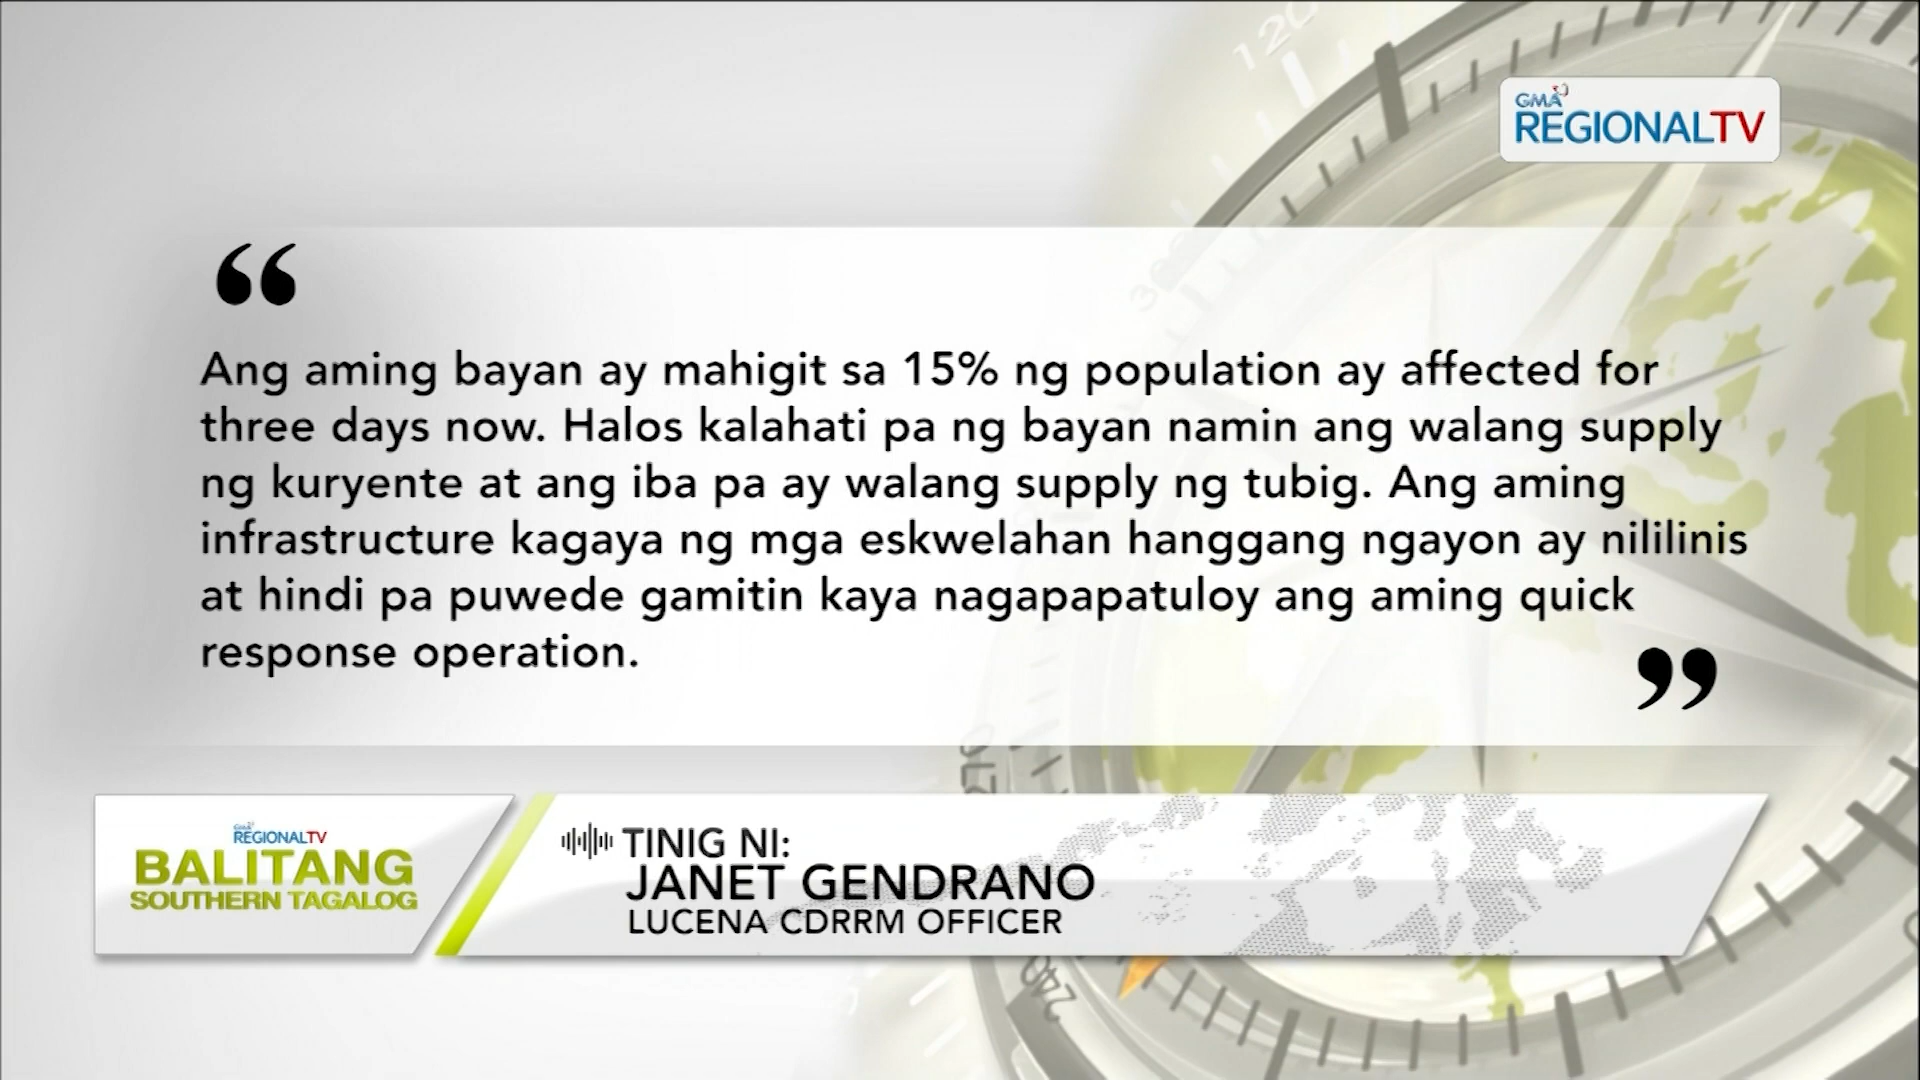 120
GMA
REGIONALTV
“
Ang aming bayan ay mahigit sa 15% ng population ay affected for
three days now. Halos kalahati pa ng bayan namin ang walang supply
ng kuryente at ang iba pa ay walang supply ng tubig. Ang aming
infrastructure kagaya ng mga eskwelahan hanggang ngayon ay nililinis
at hindi pa puwede gamitin kaya nagapapatuloy ang aming quick
response operation.
”
270
GMA
REGIONALTV
BALITANG
SOUTHERN TAGALOG
TINIG NI:
JANET GENDRANO
LUCENA CDRRM OFFICER
240